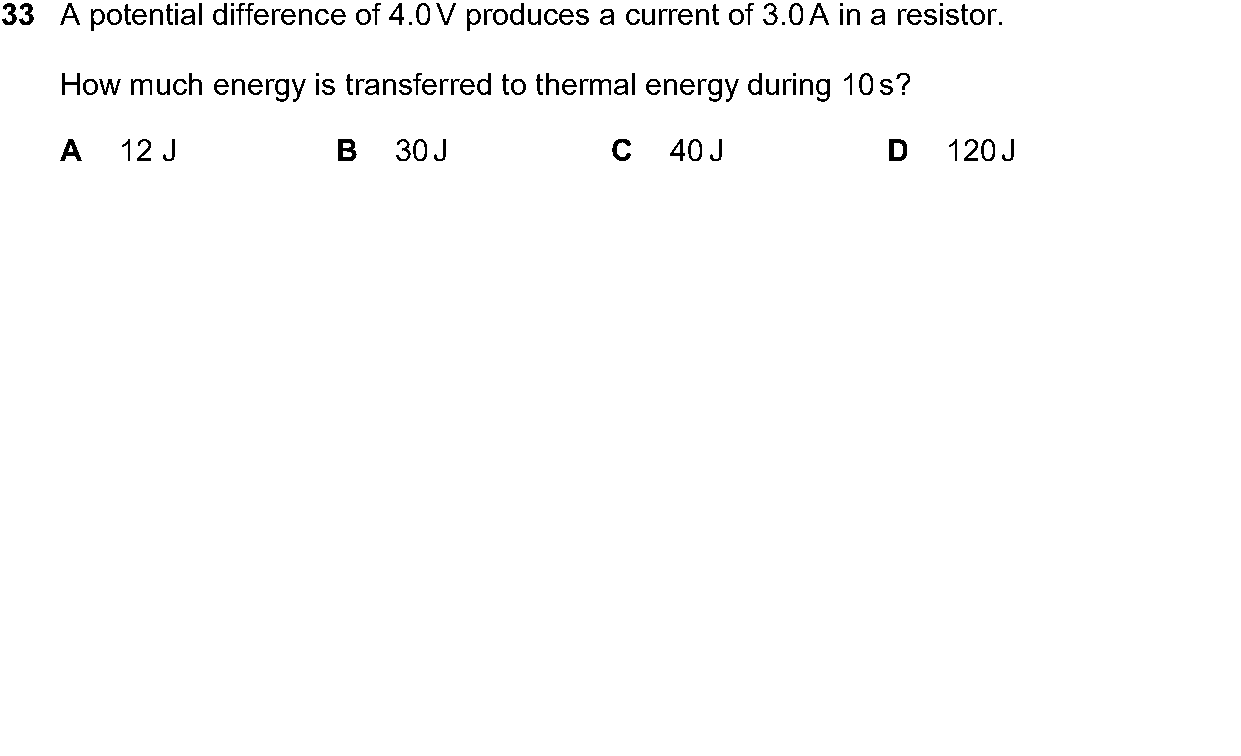 33 A potential difference of 4.0 V produces a current of 3.0 A in a resistor.
How much energy is transferred to thermal energy during 10 s?
A 12 J B 30 J C 40 J D 120 J